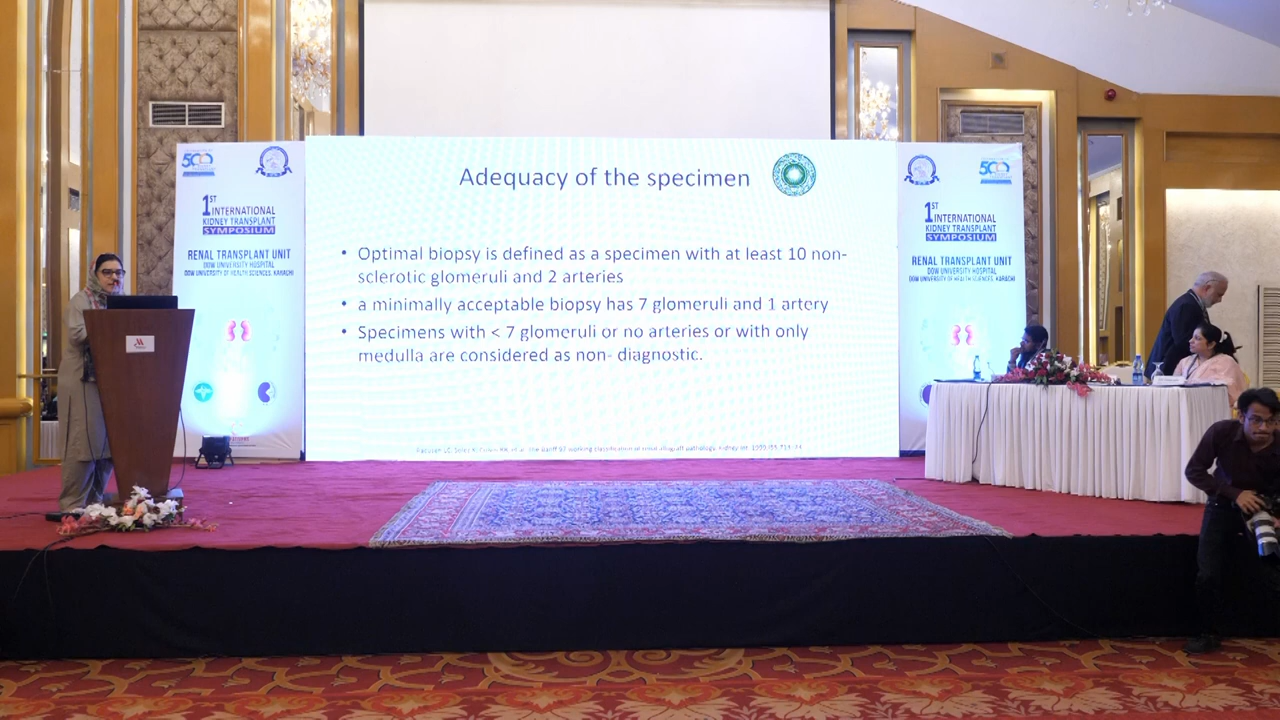 Adequacy of the specimen
• Optimal biopsy is defined as a specimen with at least 10 non-
sclerotic glomeruli and 2 arteries
• a minimally acceptable biopsy has 7 glomeruli and 1 artery
• Specimens with < 7 glomeruli or no arteries or with only
medulla are considered as non- diagnostic.
500
1ST
INTERNATIONAL
KIDNEY TRANSPLANT
SYMPOSIUM
RENAL TRANSPLANT UNIT
DOW UNIVERSITY HOSPITAL
DOW UNIVERSITY OF HEALTH SCIENCES, KARACHI
500
1ST
INTERNATIONAL
KIDNEY TRANSPLANT
SYMPOSIUM
RENAL TRANSPLANT UNIT
DOW UNIVERSITY HOSPITAL
DOW UNIVERSITY OF HEALTH SCIENCES, KARACHI